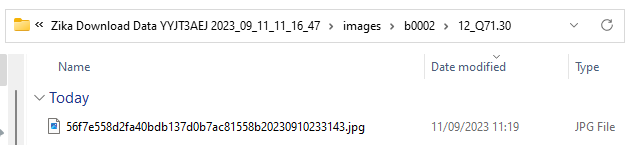 « Zika Download Data YYJT3AEJ 2023_09_11_11_16_47 > images > b0002 > 12_Q71.30
Name Date modified Type
Today
56f7e558d2fa40bdb137d0b7ac81558b20230910233143.jpg 11/09/2023 11:19 JPG File